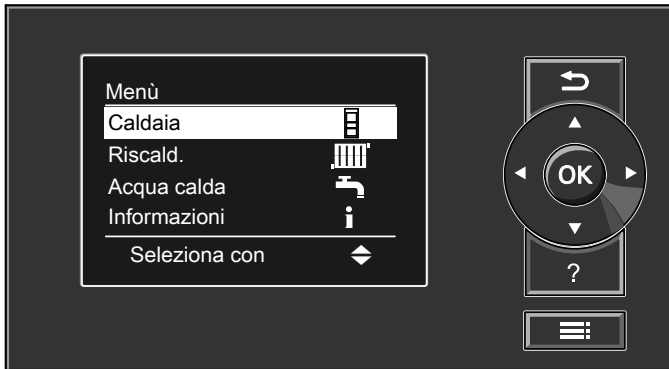 Menù
Caldaia
Riscald.
Acqua calda
Informazioni
i
Seleziona con
OK
?